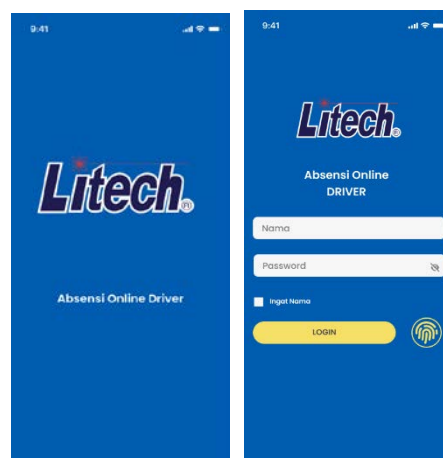 9:41
Litech®
Absensi Online Driver
9:41
Litech®
Absensi Online
DRIVER
Nama
Password
Ingat Nama
LOGIN